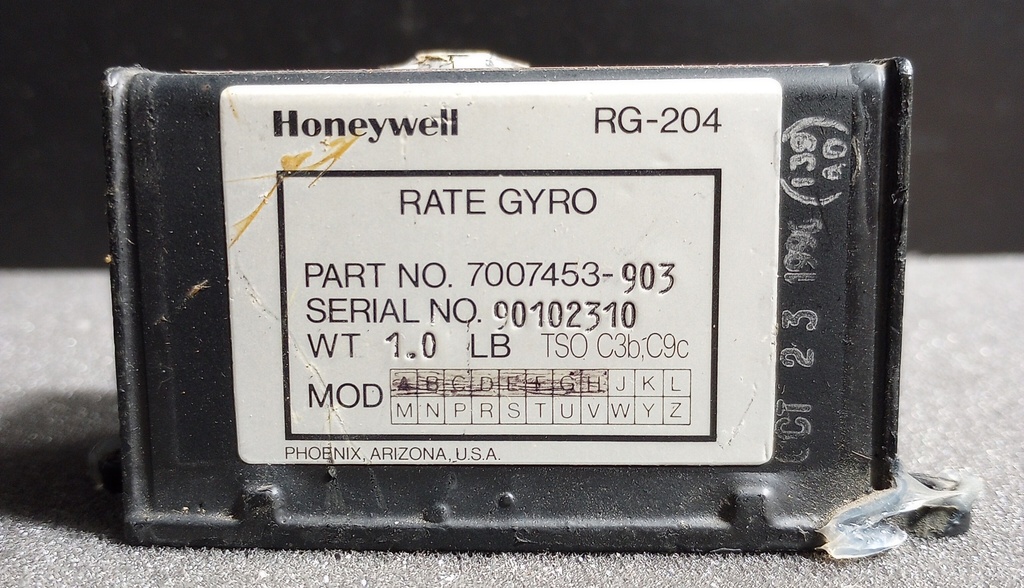 Honeywell RG-204
RATE GYRO
PART NO. 7007453-903
SERIAL NO. 90102310
WT 1.0 LB TSO C3b,C9c
MOD A B C D E F G H J K L
M N P R S T U V W Y Z
PHOENIX, ARIZONA, U.S.A.
OCT 23